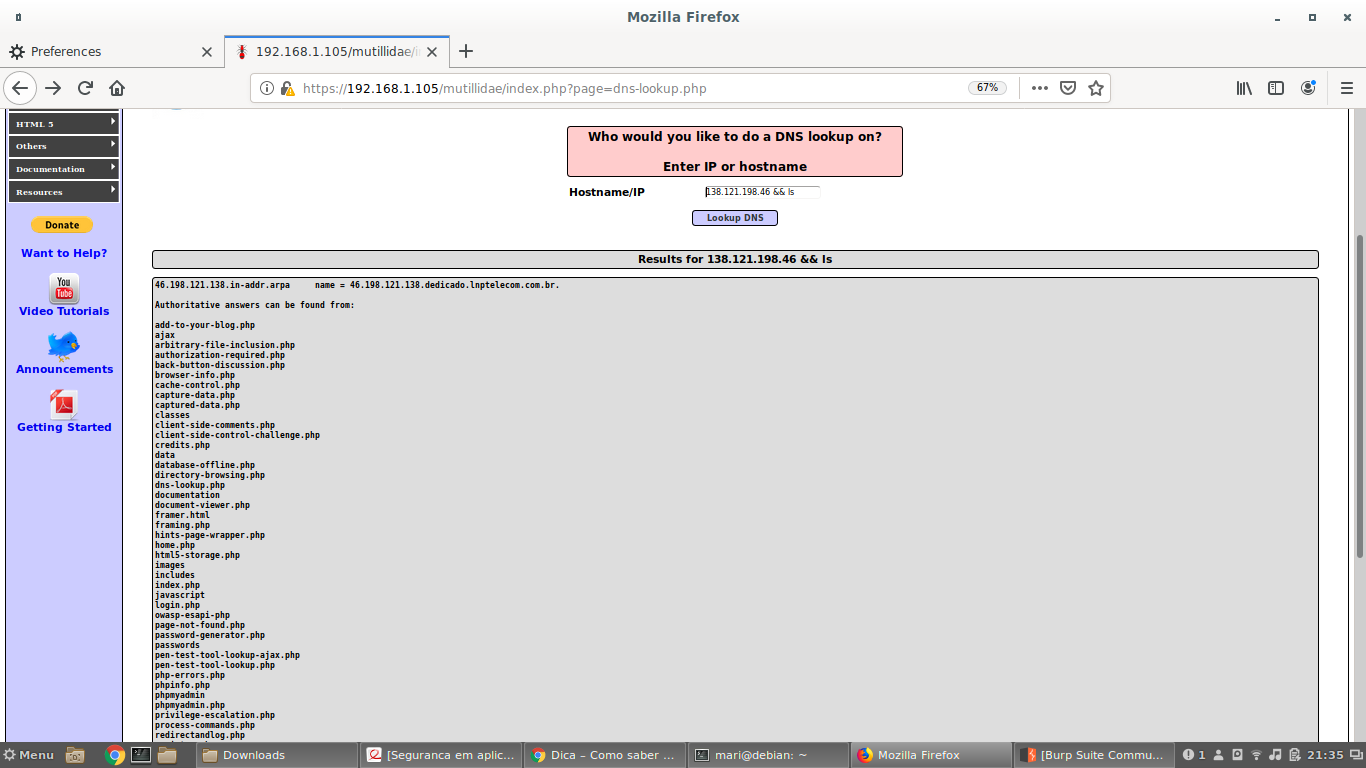 Mozilla Firefox
Preferences
192.168.1.105/mutillidae/i
https://192.168.1.105/mutillidae/index.php?page=dns-lookup.php
67%
HTML 5
Others
Documentation
Resources
Donate
Want to Help?
You Tube
Video Tutorials
Announcements
Getting Started
Who would you like to do a DNS lookup on?
Enter IP or hostname
Hostname/IP
138.121.198.46 && ls
Lookup DNS
Results for 138.121.198.46 && ls
46.198.121.138.in-addr.arpa name = 46.198.121.138.dedicado.lnptelecom.com.br.
Authoritative answers can be found from:
add-to-your-blog.php
ajax
arbitrary-file-inclusion.php
authorization-required.php
back-button-discussion.php
browser-info.php
cache-control.php
capture-data.php
captured-data.php
classes
client-side-comments.php
client-side-control-challenge.php
credits.php
data
database-offline.php
directory-browsing.php
dns-lookup.php
documentation
document-viewer.php
framer.html
framing.php
hints-page-wrapper.php
home.php
html5-storage.php
images
includes
index.php
javascript
login.php
owasp-esapi-php
page-not-found.php
password-generator.php
passwords
pen-test-tool-lookup-ajax.php
pen-test-tool-lookup.php
php-errors.php
phpinfo.php
phpmyadmin
phpmyadmin.php
privilege-escalation.php
process-commands.php
redirectandlog.php
Menu
Downloads
[Seguranca em aplic...
Dica – Como saber ...
mari@debian: ~
Mozilla Firefox
[Burp Suite Commu...
1
21:35